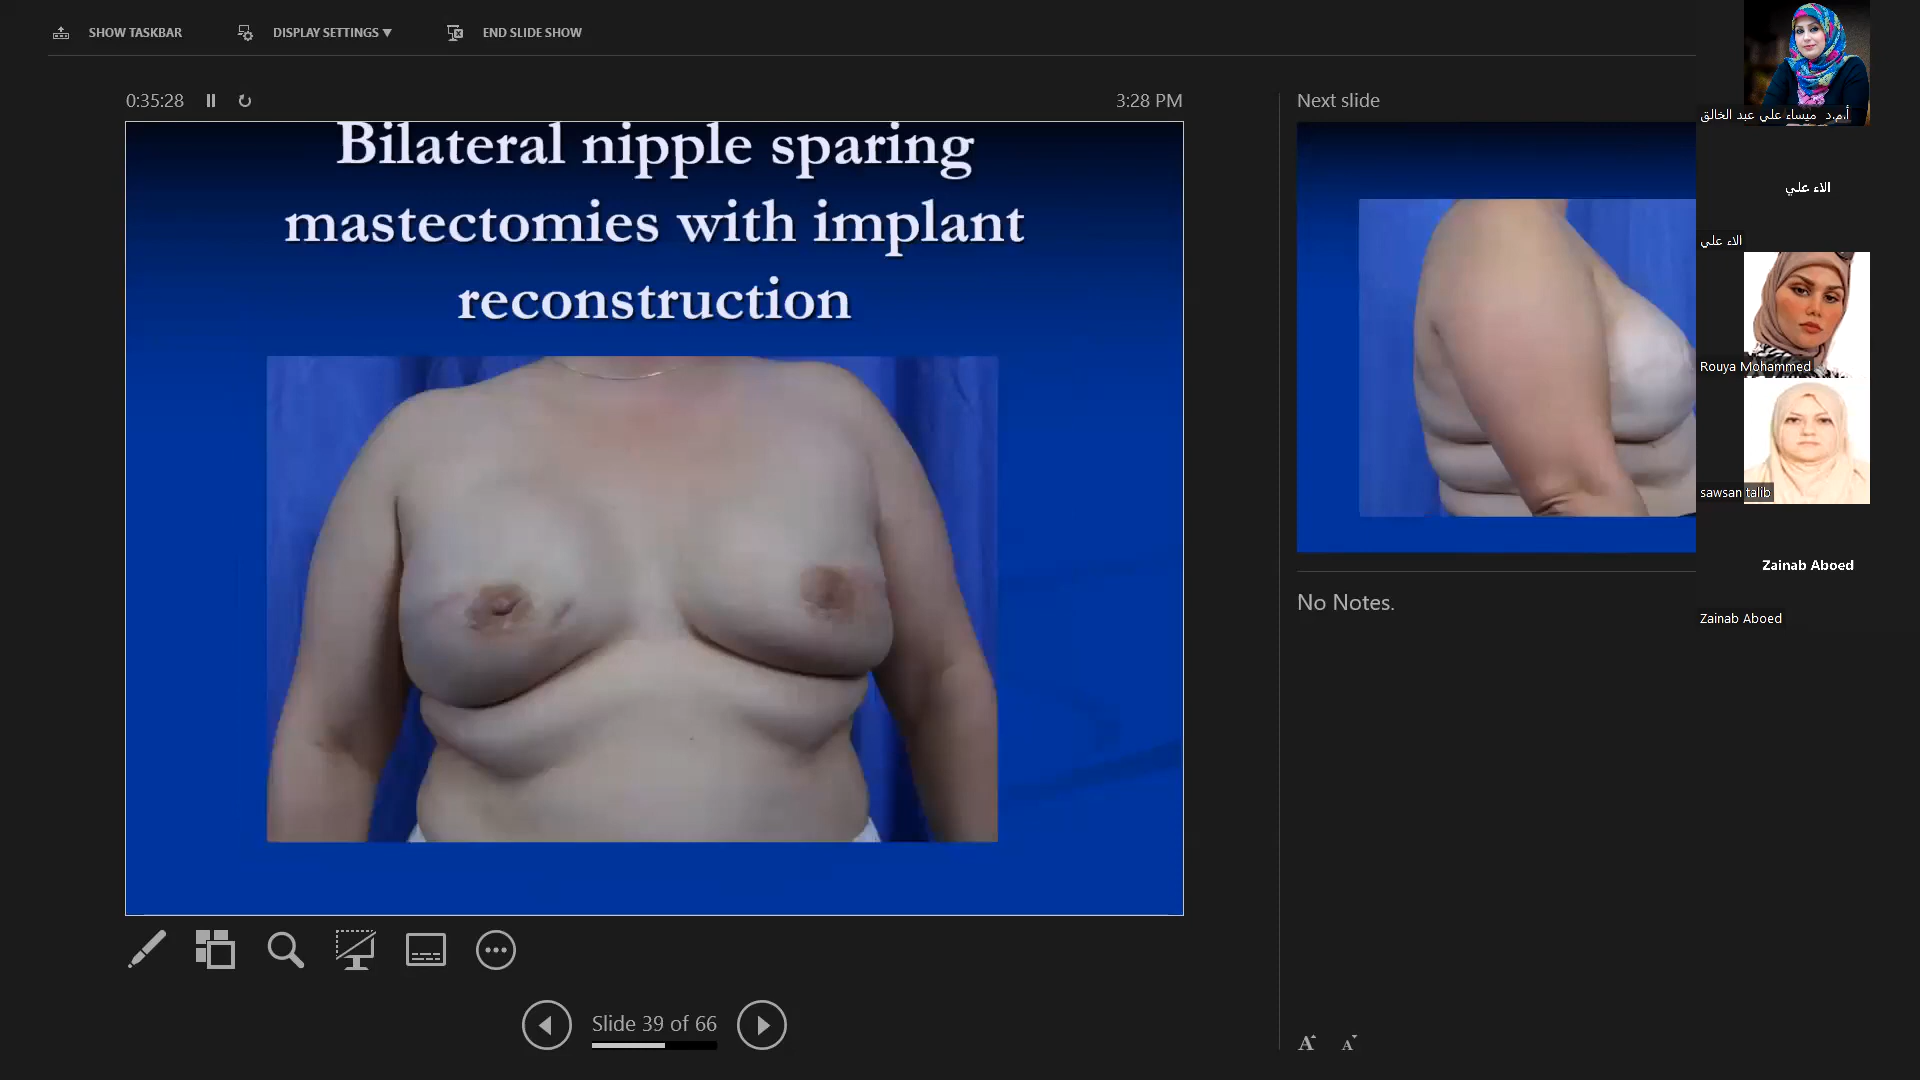 SHOW TASKBAR
DISPLAY SETTINGS ▼
END SLIDE SHOW
0:35:28
3:28 PM
Next slide
Bilateral nipple sparing
mastectomies with implant
reconstruction
No Notes.
Slide 39 of 66
أ.م.د ميساء علي عبد الخالق
الاء علي
الاء علي
Rouya Mohammed
sawsan talib
Zainab Aboed
Zainab Aboed